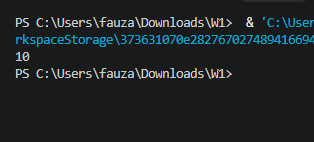 PS C:\Users\fauza\Downloads\W1>  & 'C:\User
rkspaceStorage\373631070e282767027489416694
10
PS C:\Users\fauza\Downloads\W1>